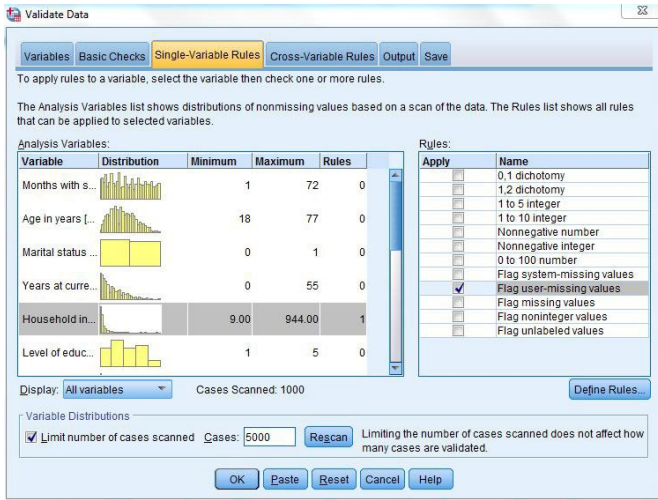 Validate Data
Variables Basic Checks Single-Variable Rules Cross-Variable Rules Output Save
To apply rules to a variable, select the variable then check one or more rules.
The Analysis Variables list shows distributions of nonmissing values based on a scan of the data. The Rules list shows all rules
that can be applied to selected variables.
Analysis Variables:
Variable Distribution Minimum Maximum Rules
Months with s... 1 72 0
Age in years [... 18 77 0
Marital status ... 0 1 0
Years at curre... 0 55 0
Household in... 9.00 944.00 1
Level of educ... 1 5 0
Rules:
Apply Name
0,1 dichotomy
1,2 dichotomy
1 to 5 integer
1 to 10 integer
Nonnegative number
Nonnegative integer
0 to 100 number
Flag system-missing values
Flag user-missing values
Flag missing values
Flag noninteger values
Flag unlabeled values
Display: All variables Cases Scanned: 1000 Define Rules...
Variable Distributions
Limit number of cases scanned Cases: 5000 Rescan Limiting the number of cases scanned does not affect how
many cases are validated.
OK Paste Reset Cancel Help